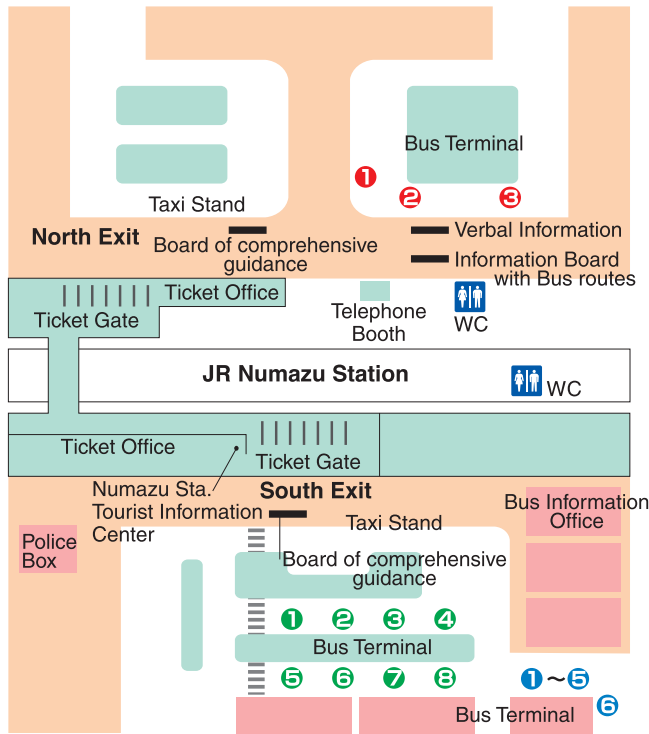 Bus Terminal
❶
❷
❸
Taxi Stand
North Exit
Board of comprehensive
guidance
Verbal Information
Information Board
with Bus routes
Ticket Office
Ticket Gate
Telephone
Booth
WC
JR Numazu Station
WC
Ticket Office
Ticket Gate
Numazu Sta.
Tourist Information
Center
South Exit
Taxi Stand
Bus Information
Office
Police
Box
Board of comprehensive
guidance
❶ ❷ ❸ ❹
Bus Terminal
❺ ❻ ❼ ❽
❶~❺
❻
Bus Terminal